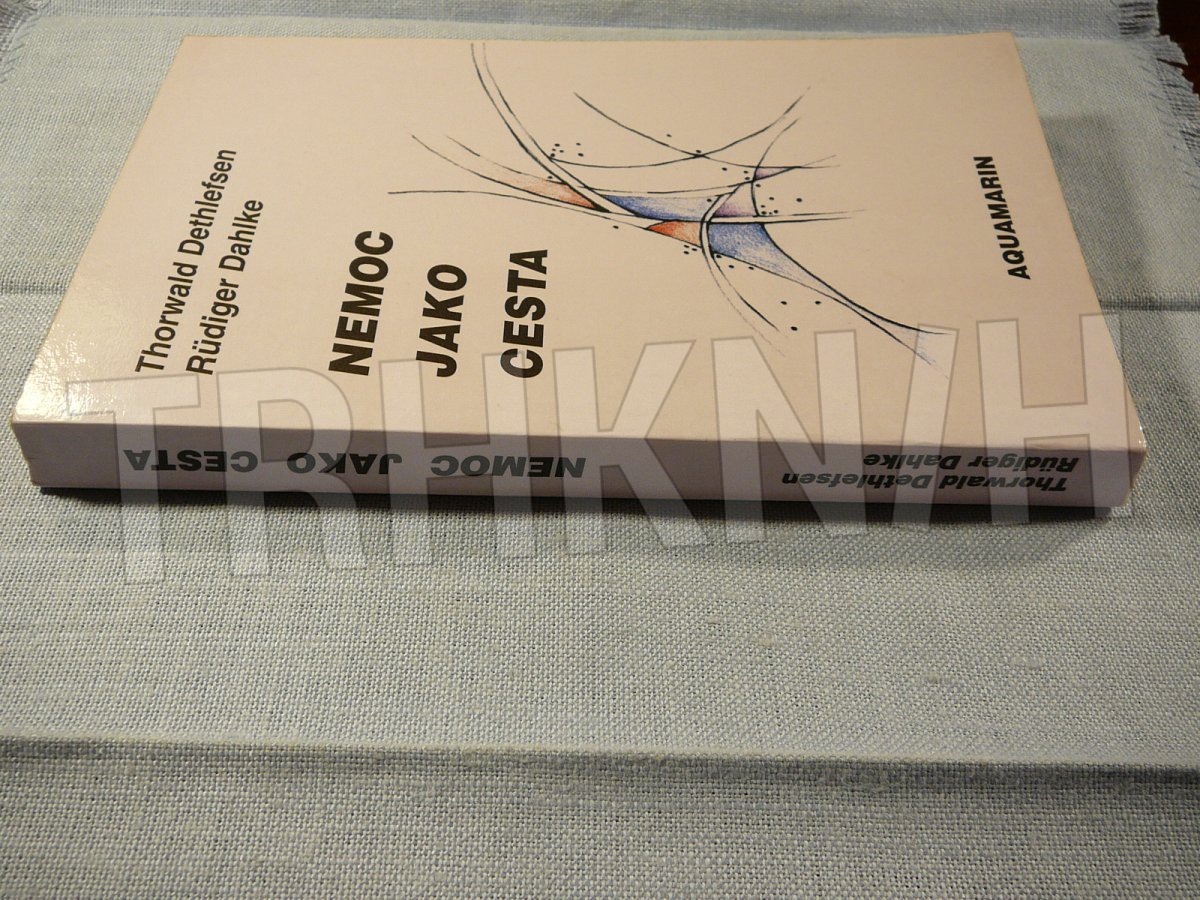 Thorwald Dethlefsen
Rüdiger Dahlke
NEMOC
JAKO
CESTA
AQUAMARIN
Thorwald Dethlefsen
Rüdiger Dahlke
NEMOC JAKO CESTA
TRHKNIH